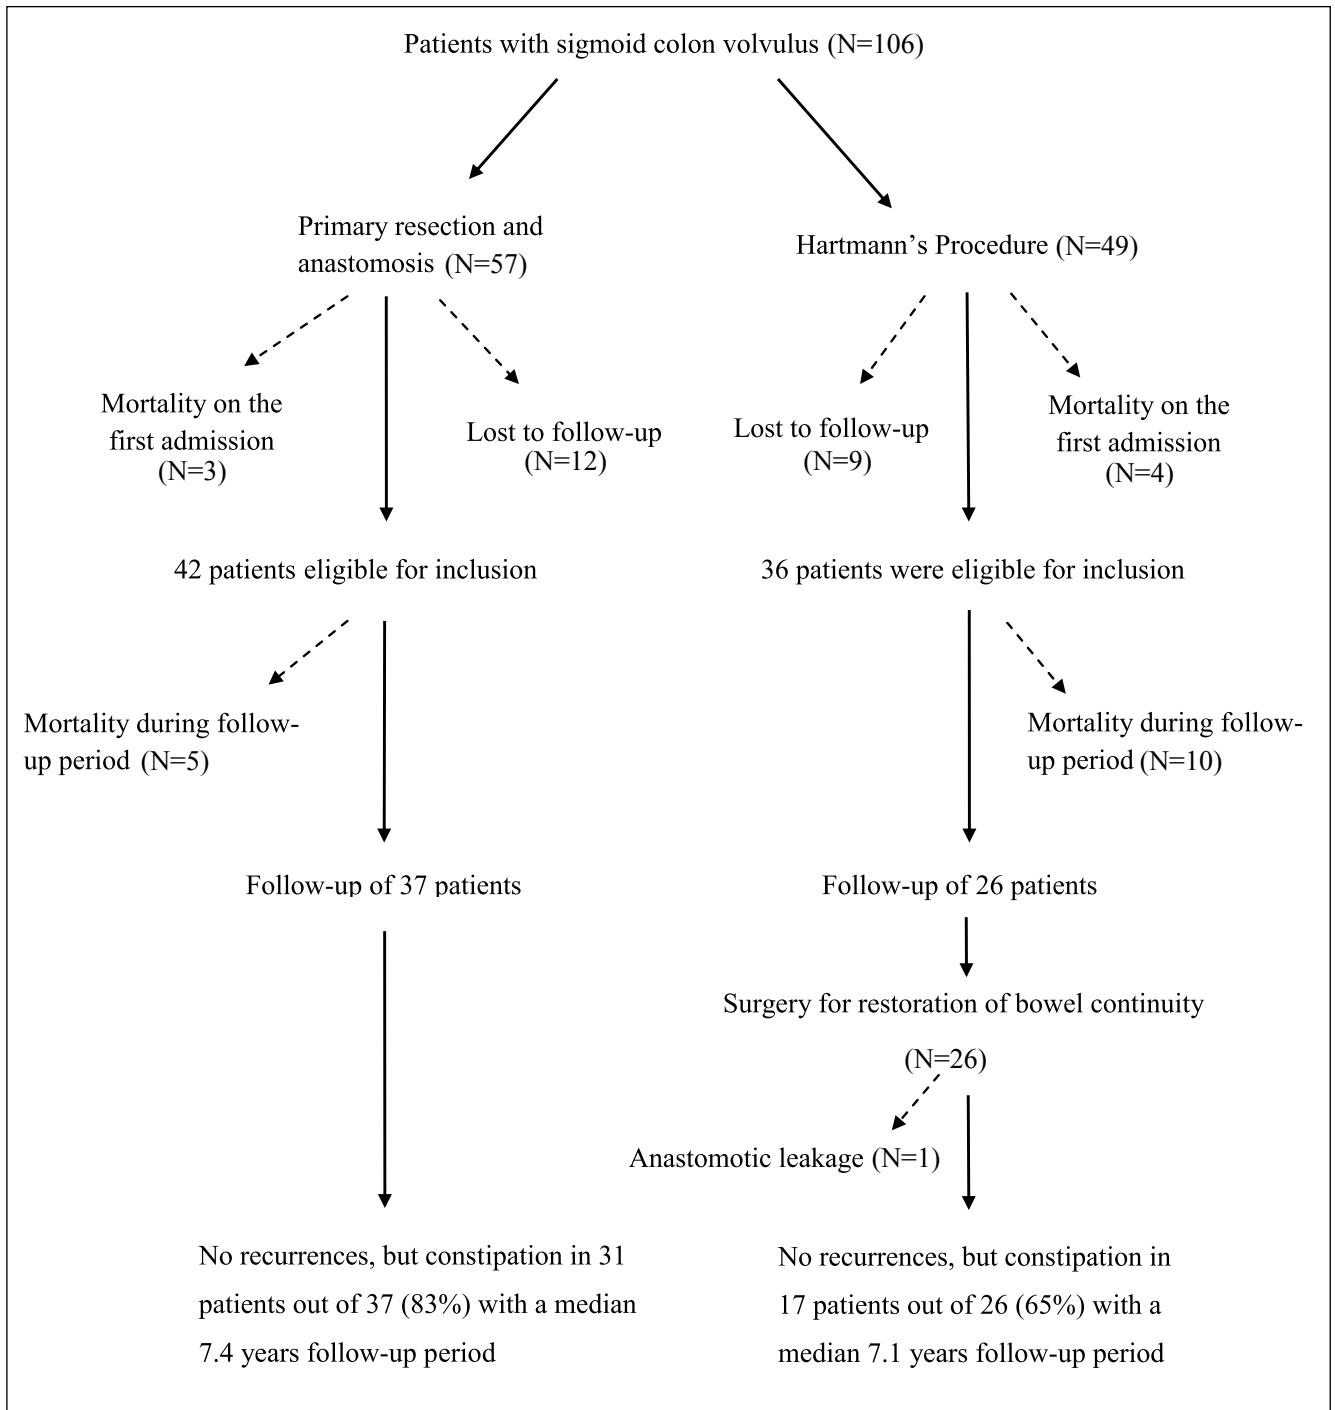 Patients with sigmoid colon volvulus (N=106)
Primary resection and
anastomosis (N=57)
Hartmann’s Procedure (N=49)
Mortality on the
first admission
(N=3)
Lost to follow-up
(N=12)
Lost to follow-up
(N=9)
Mortality on the
first admission
(N=4)
42 patients eligible for inclusion
36 patients were eligible for inclusion
Mortality during follow-
up period (N=5)
Mortality during follow-
up period (N=10)
Follow-up of 37 patients
Follow-up of 26 patients
Surgery for restoration of bowel continuity
(N=26)
Anastomotic leakage (N=1)
No recurrences, but constipation in 31
patients out of 37 (83%) with a median
7.4 years follow-up period
No recurrences, but constipation in
17 patients out of 26 (65%) with a
median 7.1 years follow-up period